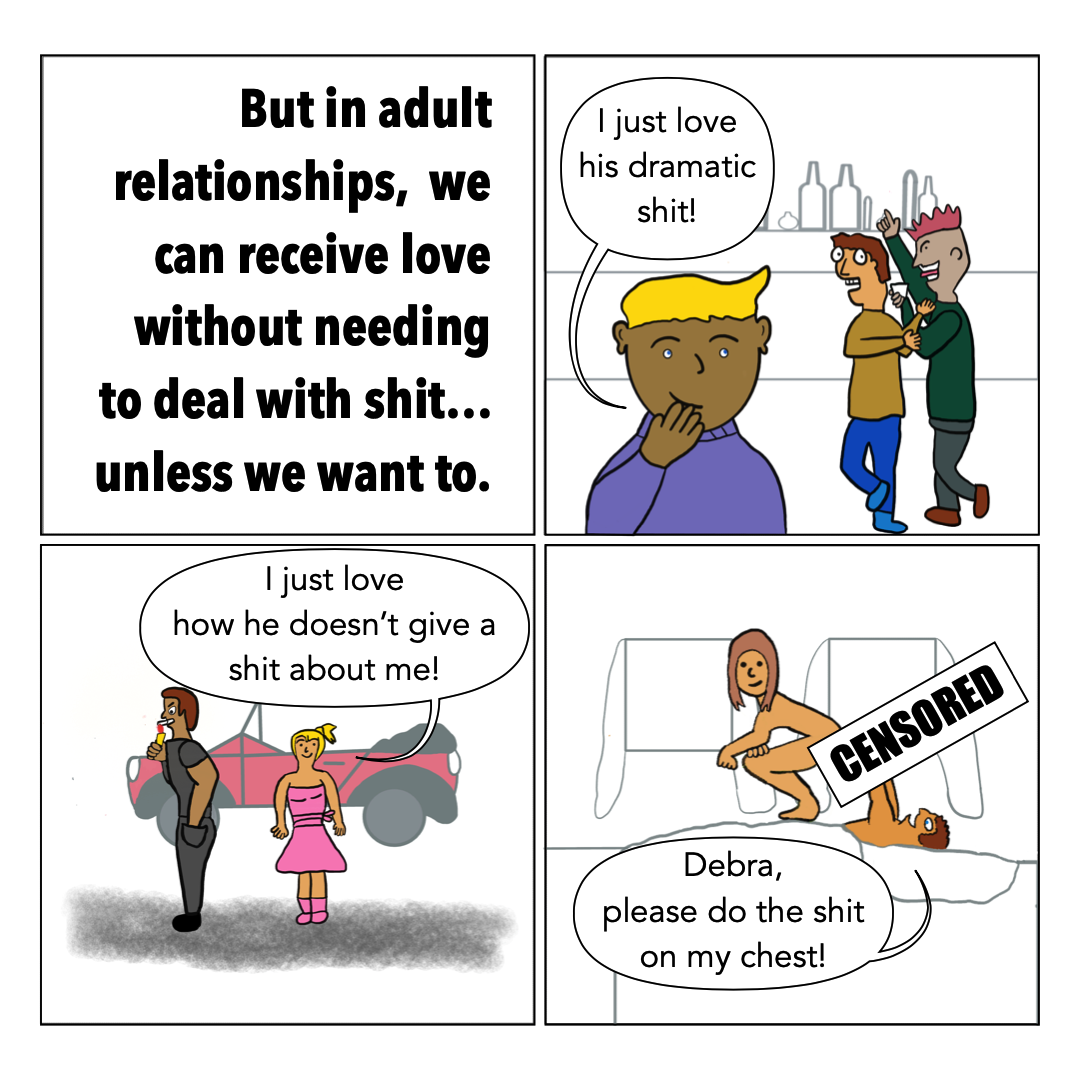 But in adult
relationships, we
can receive love
without needing
to deal with shit...
unless we want to.
I just love
his dramatic
shit!
I just love
how he doesn't give a
shit about me!
CENSORED
Debra,
please do the shit
on my chest!